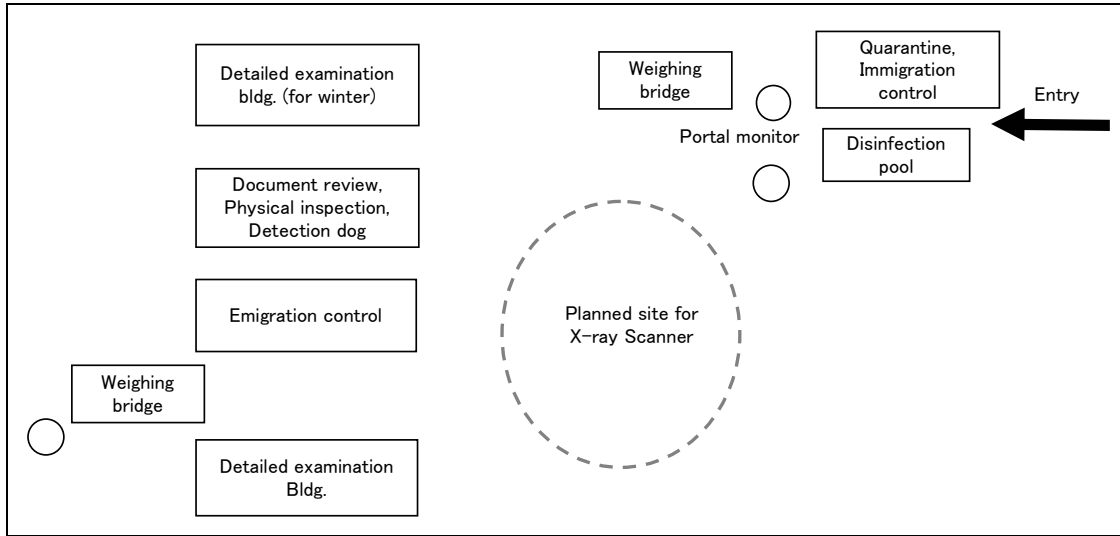 Detailed examination
bldg. (for winter)
Weighing
bridge
Quarantine,
Immigration
control
Entry
Portal monitor
Disinfection
pool
Document review,
Physical inspection,
Detection dog
Emigration control
Planned site for
X-ray Scanner
Weighing
bridge
Detailed examination
Bldg.